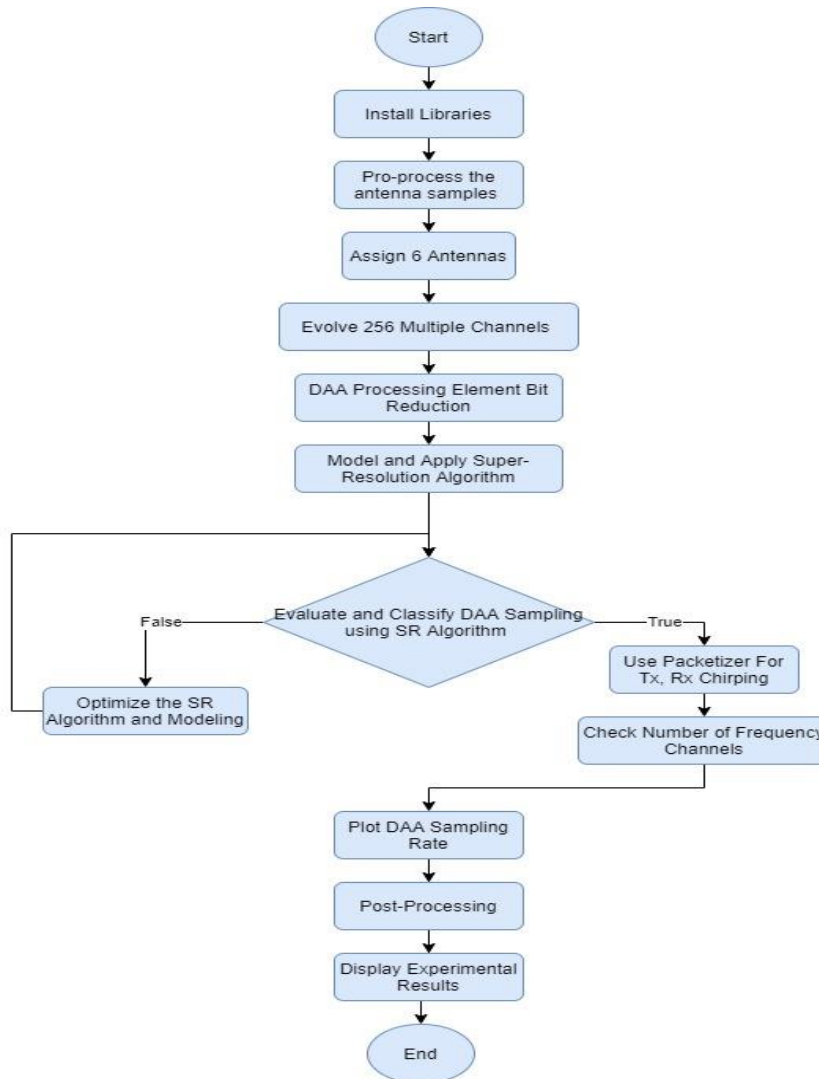 Start
Install Libraries
Pro-process the
antenna samples
Assign 6 Antennas
Evolve 256 Multiple Channels
DAA Processing Element Bit
Reduction
Model and Apply Super-
Resolution Algorithm
Evaluate and Classify DAA Sampling
using SR Algorithm
False
True
Optimize the SR
Algorithm and Modeling
Use Packetizer For
Tx, Rx Chirping
Check Number of Frequency
Channels
Plot DAA Sampling
Rate
Post-Processing
Display Experimental
Results
End